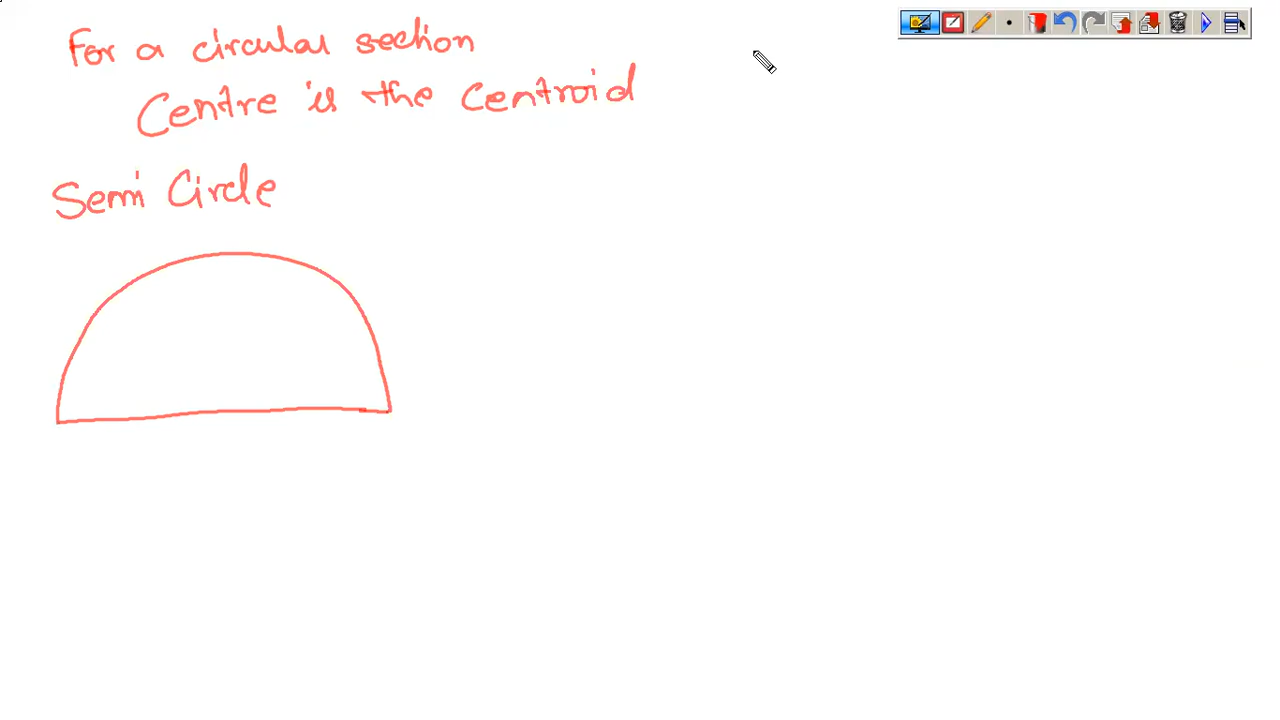 For a circular section
Centre is the centroid
Semi Circle